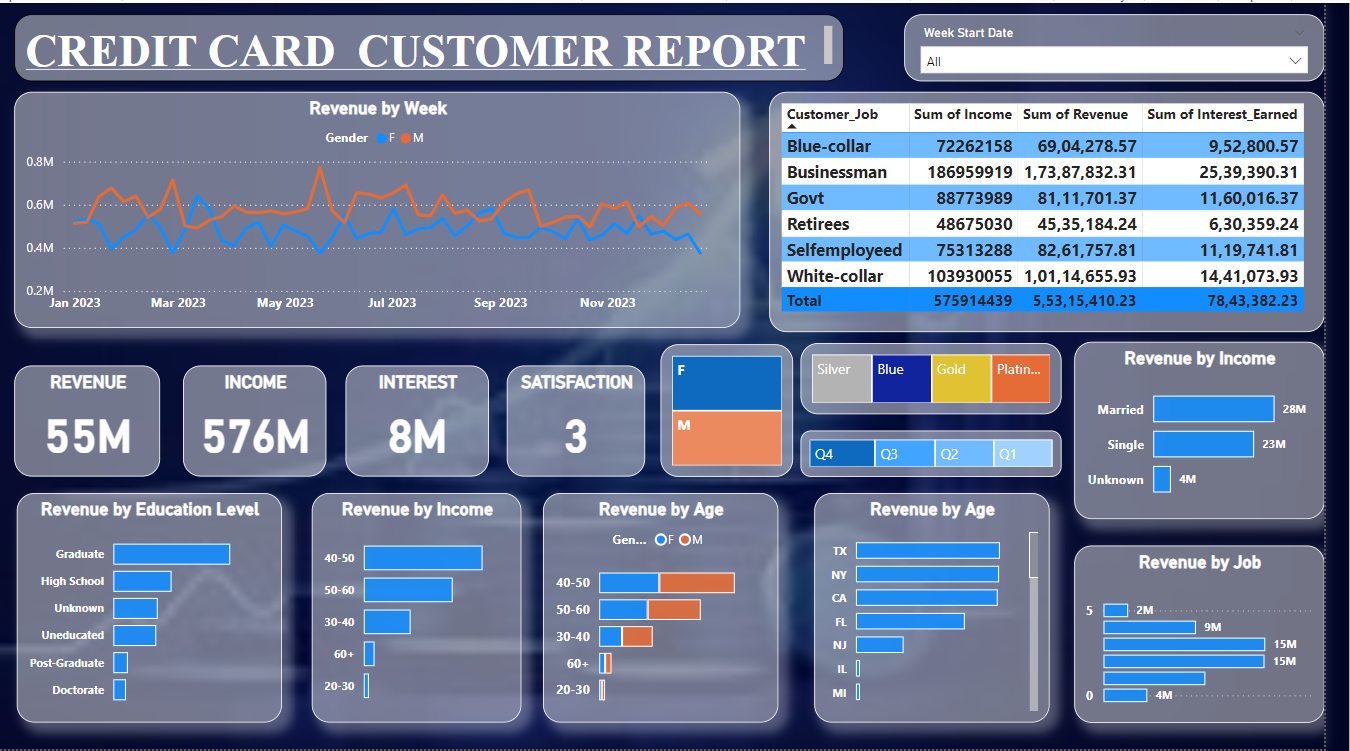 CREDIT CARD CUSTOMER REPORT
Week Start Date
All
Revenue by Week
Gender F M
0.8M
0.6M
0.4M
0.2M
Jan 2023 Mar 2023 May 2023 Jul 2023 Sep 2023 Nov 2023
Customer_Job Sum of Income Sum of Revenue Sum of Interest_Earned
Blue-collar 72262158 69,04,278.57 9,52,800.57
Businessman 186959919 1,73,87,832.31 25,39,390.31
Govt 88773989 81,11,701.37 11,60,016.37
Retirees 48675030 45,35,184.24 6,30,359.24
Selfemployeed 75313288 82,61,757.81 11,19,741.81
White-collar 103930055 1,01,14,655.93 14,41,073.93
Total 575914439 5,53,15,410.23 78,43,382.23
REVENUE
55M
INCOME
576M
INTEREST
8M
SATISFACTION
3
F
M
Silver Blue Gold Platin...
Q4 Q3 Q2 Q1
Revenue by Income
Married 28M
Single 23M
Unknown 4M
Revenue by Education Level
Graduate
High School
Unknown
Uneducated
Post-Graduate
Doctorate
Revenue by Income
40-50
50-60
30-40
60+
20-30
Revenue by Age
Gen... F M
40-50
50-60
30-40
60+
20-30
Revenue by Age
TX
NY
CA
FL
NJ
IL
MI
Revenue by Job
5 2M
9M
15M
15M
0 4M